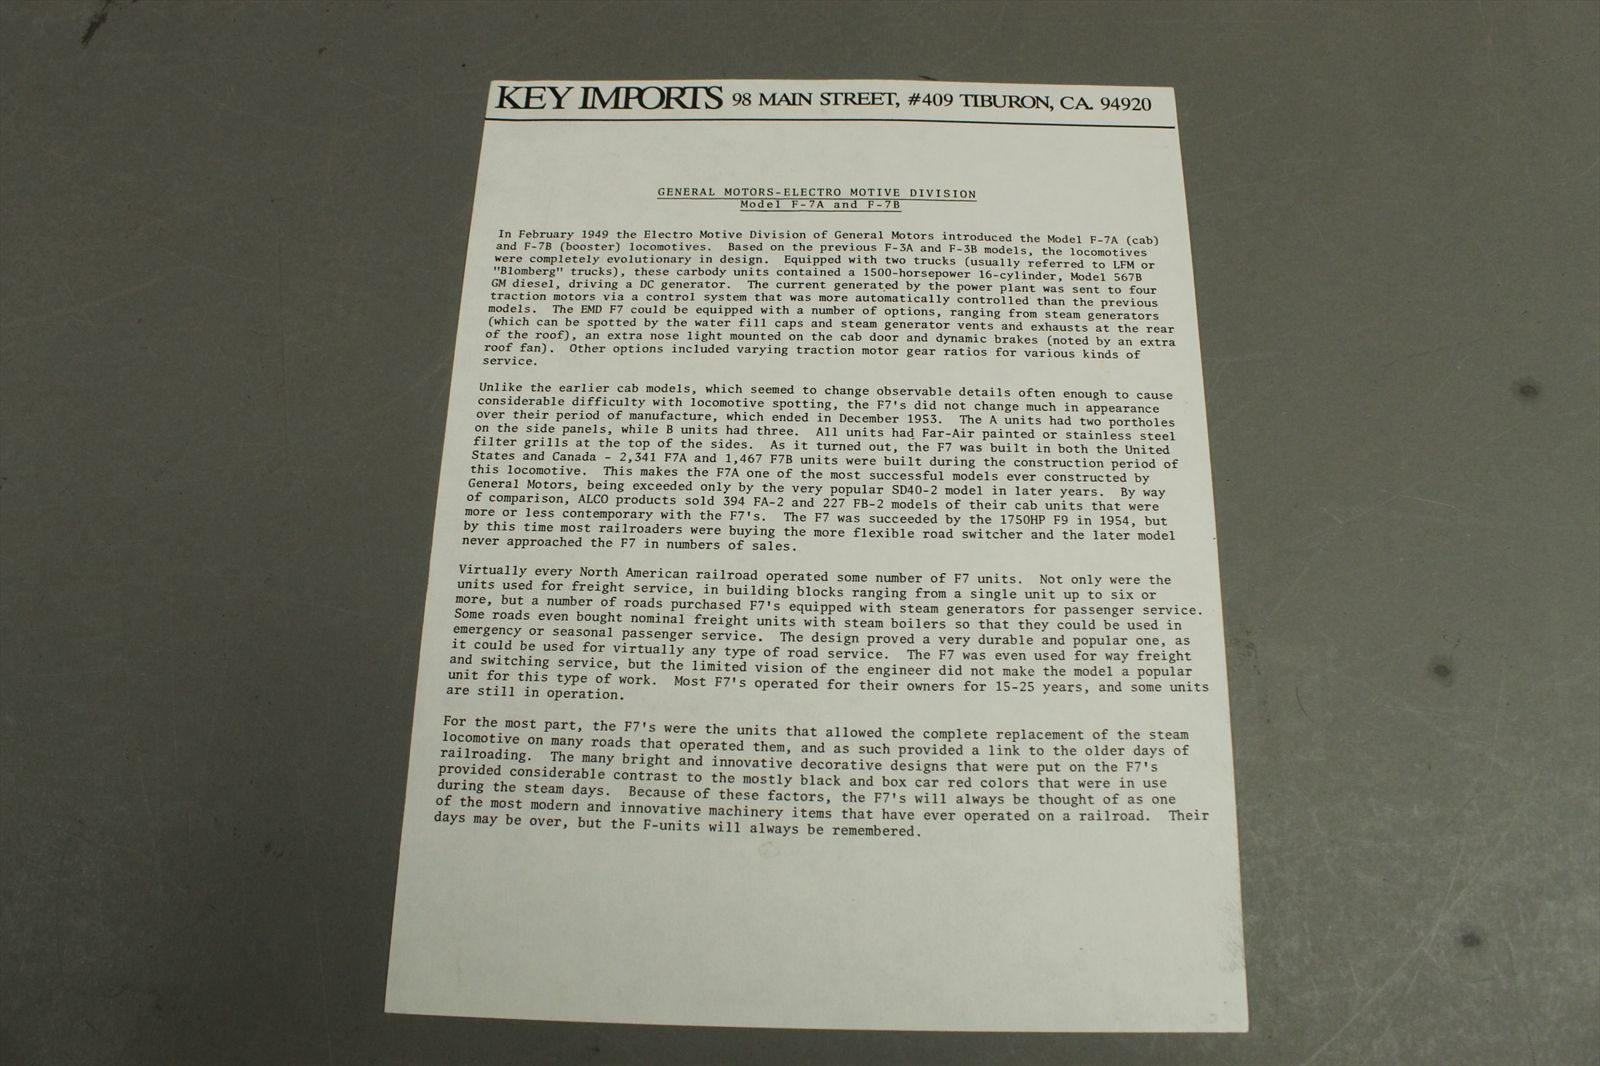 KEY IMPORTS 98 MAIN STREET, #409 TIBURON, CA. 94920
GENERAL MOTORS-ELECTRO MOTIVE DIVISION
Model F-7A and F-7B
In February 1949 the Electro Motive Division of General Motors introduced the Model F-7A (cab)
and F-7B (booster) locomotives. Based on the previous F-3A and F-3B models, the locomotives
were completely evolutionary in design. Equipped with two trucks (usually referred to LFM or
"Blomberg" trucks), these carbody units contained a 1500-horsepower 16-cylinder, Model 567B
GM diesel, driving a DC generator. The current generated by the power plant was sent to four
traction motors via a control system that was more automatically controlled than the previous
models. The EMD F7 could be equipped with a number of options, ranging from steam generators
(which can be spotted by the water fill caps and steam generator vents and exhausts at the rear
of the roof), an extra nose light mounted on the cab door and dynamic brakes (noted by an extra
roof fan). Other options included varying traction motor gear ratios for various kinds of
service.
Unlike the earlier cab models, which seemed to change observable details often enough to cause
considerable difficulty with locomotive spotting, the F7's did not change much in appearance
over their period of manufacture, which ended in December 1953. The A units had two portholes
on the side panels, while B units had three. All units had Far-Air painted or stainless steel
filter grills at the top of the sides. As it turned out, the F7 was built in both the United
States and Canada - 2,341 F7A and 1,467 F7B units were built during the construction period of
this locomotive. This makes the F7A one of the most successful models ever constructed by
General Motors, being exceeded only by the very popular SD40-2 model in later years. By way
of comparison, ALCO products sold 394 FA-2 and 227 FB-2 models of their cab units that were
more or less contemporary with the F7's. The F7 was succeeded by the 1750HP F9 in 1954, but
by this time most railroaders were buying the more flexible road switcher and the later model
never approached the F7 in numbers of sales.
Virtually every North American railroad operated some number of F7 units. Not only were the
units used for freight service, in building blocks ranging from a single unit up to six or
more, but a number of roads purchased F7's equipped with steam generators for passenger service.
Some roads even bought nominal freight units with steam boilers so that they could be used in
emergency or seasonal passenger service. The design proved a very durable and popular one, as
it could be used for virtually any type of road service. The F7 was even used for way freight
and switching service, but the limited vision of the engineer did not make the model a popular
unit for this type of work. Most F7's operated for their owners for 15-25 years, and some units
are still in operation.
For the most part, the F7's were the units that allowed the complete replacement of the steam
locomotive on many roads that operated them, and as such provided a link to the older days of
railroading. The many bright and innovative decorative designs that were put on the F7's
provided considerable contrast to the mostly black and box car red colors that were in use
during the steam days. Because of these factors, the F7's will always be thought of as one
of the most modern and innovative machinery items that have ever operated on a railroad. Their
days may be over, but the F-units will always be remembered.